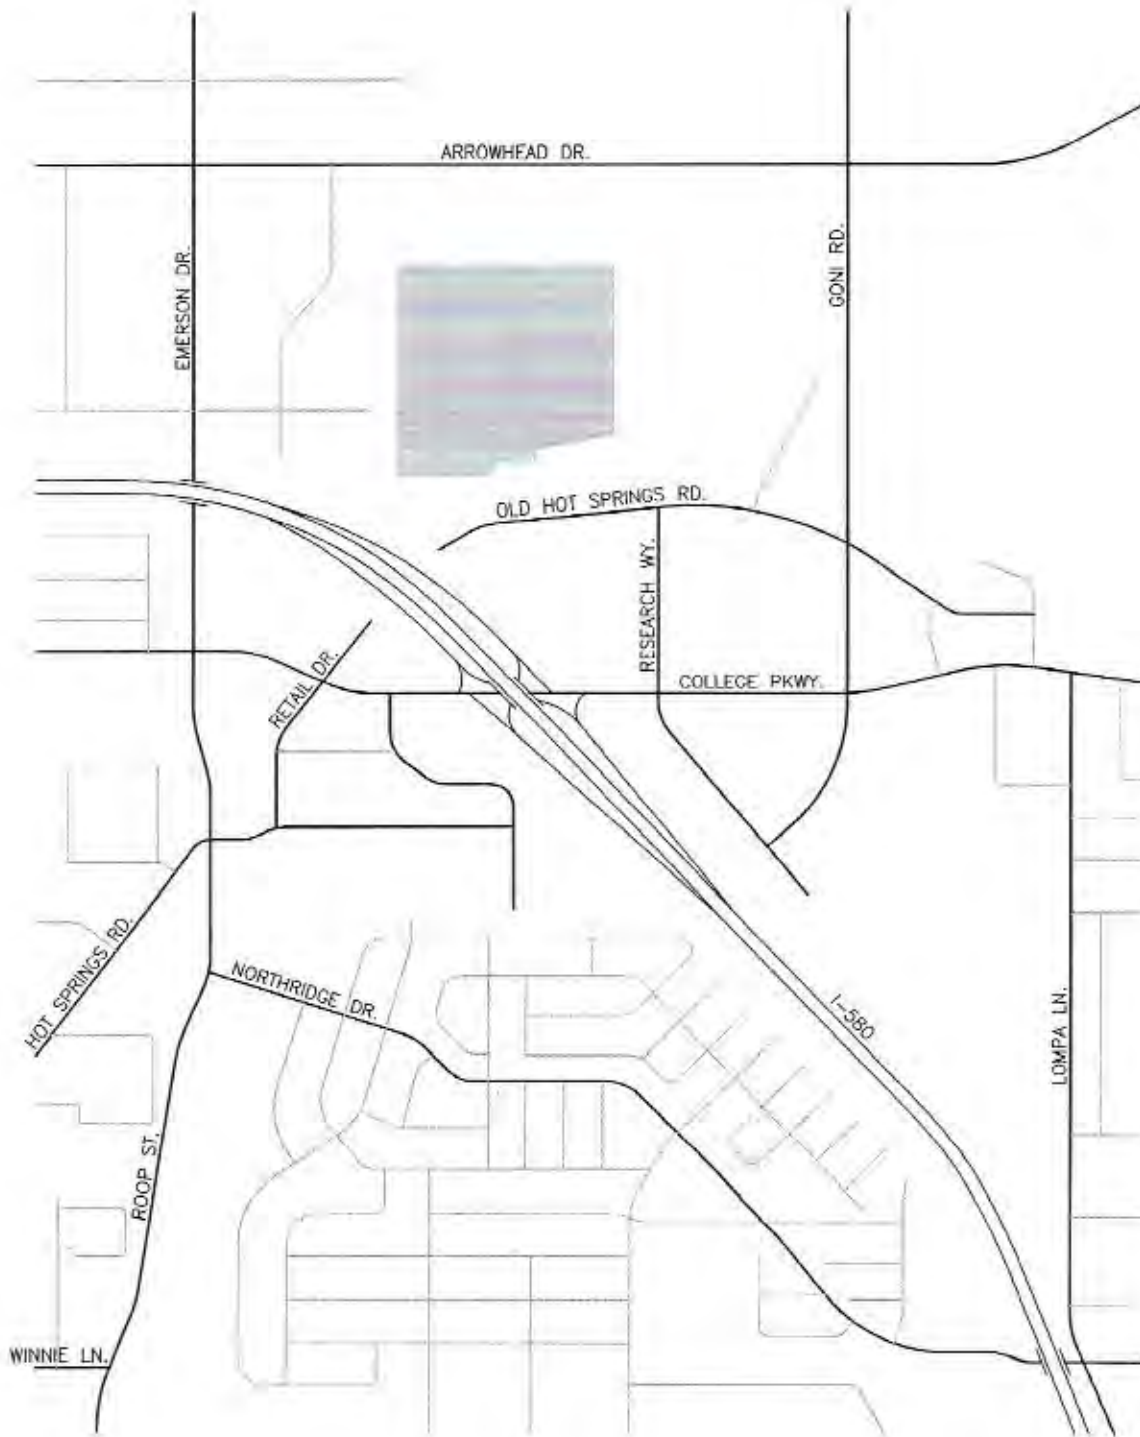 ARROWHEAD DR.
EMERSON DR.
GONI RD.
OLD HOT SPRINGS RD.
RESEARCH WY.
RETAIL DR.
COLLEGE PKWY.
HOT SPRINGS RD.
NORTHRIDGE DR.
I-580
LOMPA LN.
ROOP ST.
WINNIE LN.